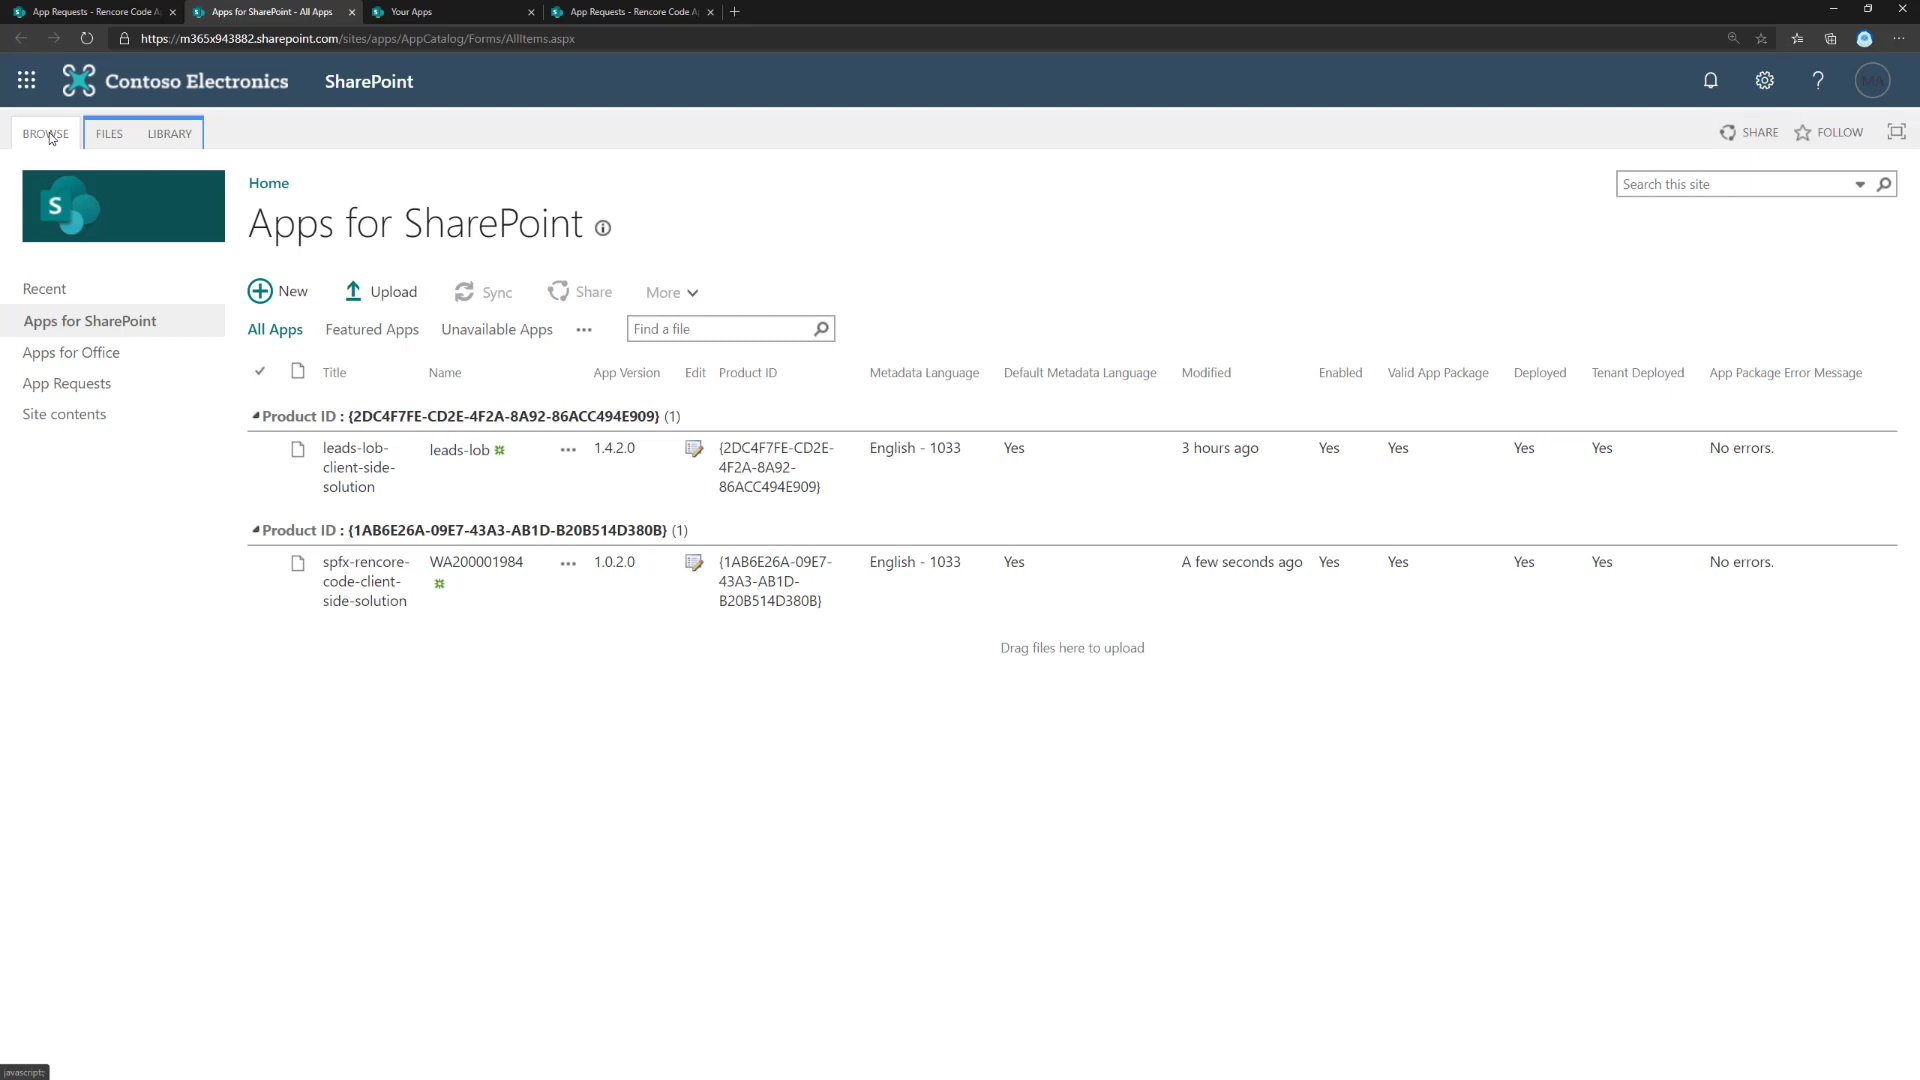 App Requests - Rencore Code A
Apps for SharePoint - All Apps
Your Apps
App Requests - Rencore Code A
https://m365x943882.sharepoint.com/sites/apps/AppCatalog/Forms/AllItems.aspx
Contoso Electronics
SharePoint
MA
BROWSE
FILES
LIBRARY
SHARE
FOLLOW
S
Home
Search this site
Apps for SharePoint
Recent
Apps for SharePoint
Apps for Office
App Requests
Site contents
New
Upload
Sync
Share
More
All Apps
Featured Apps
Unavailable Apps
Find a file
Title
Name
App Version
Edit
Product ID
Metadata Language
Default Metadata Language
Modified
Enabled
Valid App Package
Deployed
Tenant Deployed
App Package Error Message
Product ID : {2DC4F7FE-CD2E-4F2A-8A92-86ACC494E909} (1)
leads-lob-
client-side-
solution
leads-lob
1.4.2.0
{2DC4F7FE-CD2E-
4F2A-8A92-
86ACC494E909}
English - 1033
Yes
3 hours ago
Yes
Yes
Yes
Yes
No errors.
Product ID : {1AB6E26A-09E7-43A3-AB1D-B20B514D380B} (1)
spfx-rencore-
code-client-
side-solution
WA200001984
1.0.2.0
{1AB6E26A-09E7-
43A3-AB1D-
B20B514D380B}
English - 1033
Yes
A few seconds ago
Yes
Yes
Yes
Yes
No errors.
Drag files here to upload
javascript: